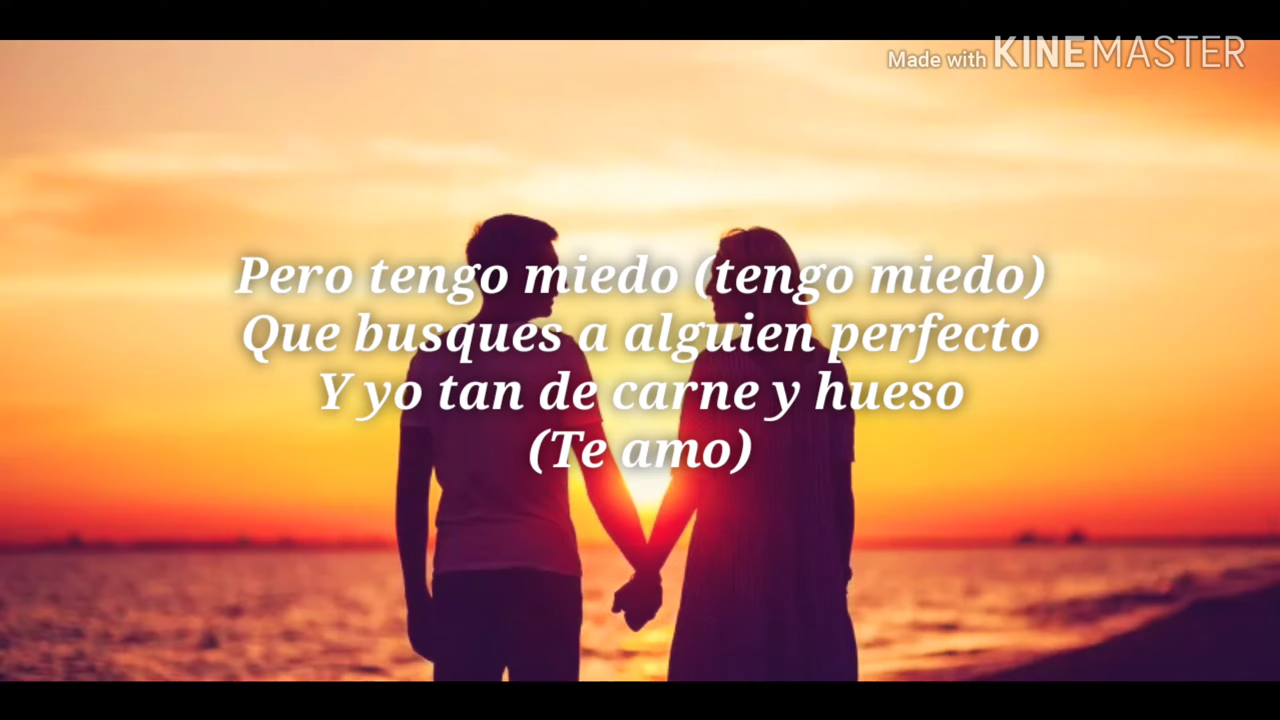 Made with KINEMASTER
Pero tengo miedo (tengo miedo)
Que busques a alguien perfecto
Y yo tan de carne y hueso
(Te amo)